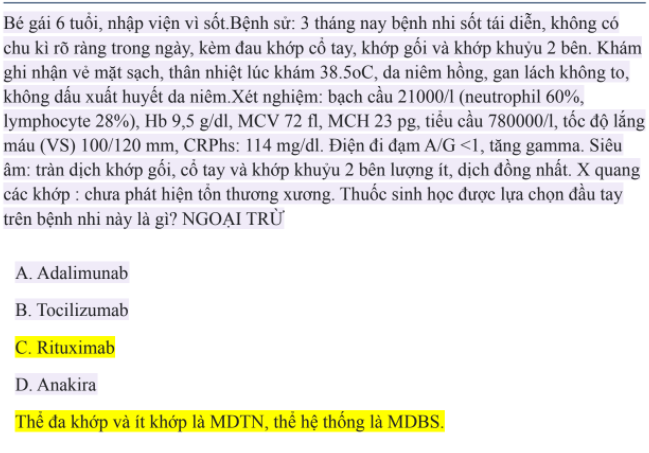 Bé gái 6 tuổi, nhập viện vì sốt.Bệnh sử: 3 tháng nay bệnh nhi sốt tái diễn, không có
chu kì rõ ràng trong ngày, kèm đau khớp cổ tay, khớp gối và khớp khuỷu 2 bên. Khám
ghi nhận vẻ mặt sạch, thân nhiệt lúc khám 38.5oC, da niêm hồng, gan lách không to,
không dấu xuất huyết da niêm.Xét nghiệm: bạch cầu 21000/l (neutrophil 60%,
lymphocyte 28%), Hb 9,5 g/dl, MCV 72 fl, MCH 23 pg, tiểu cầu 780000/l, tốc độ lắng
máu (VS) 100/120 mm, CRPhs: 114 mg/dl. Điện di đạm A/G <1, tăng gamma. Siêu
âm: tràn dịch khớp gối, cổ tay và khớp khuỷu 2 bên lượng ít, dịch đồng nhất. X quang
các khớp : chưa phát hiện tổn thương xương. Thuốc sinh học được lựa chọn đầu tay
trên bệnh nhi này là gì? NGOẠI TRỪ
A. Adalimunab
B. Tocilizumab
C. Rituximab
D. Anakira
Thể đa khớp và ít khớp là MDTN, thể hệ thống là MDBS.